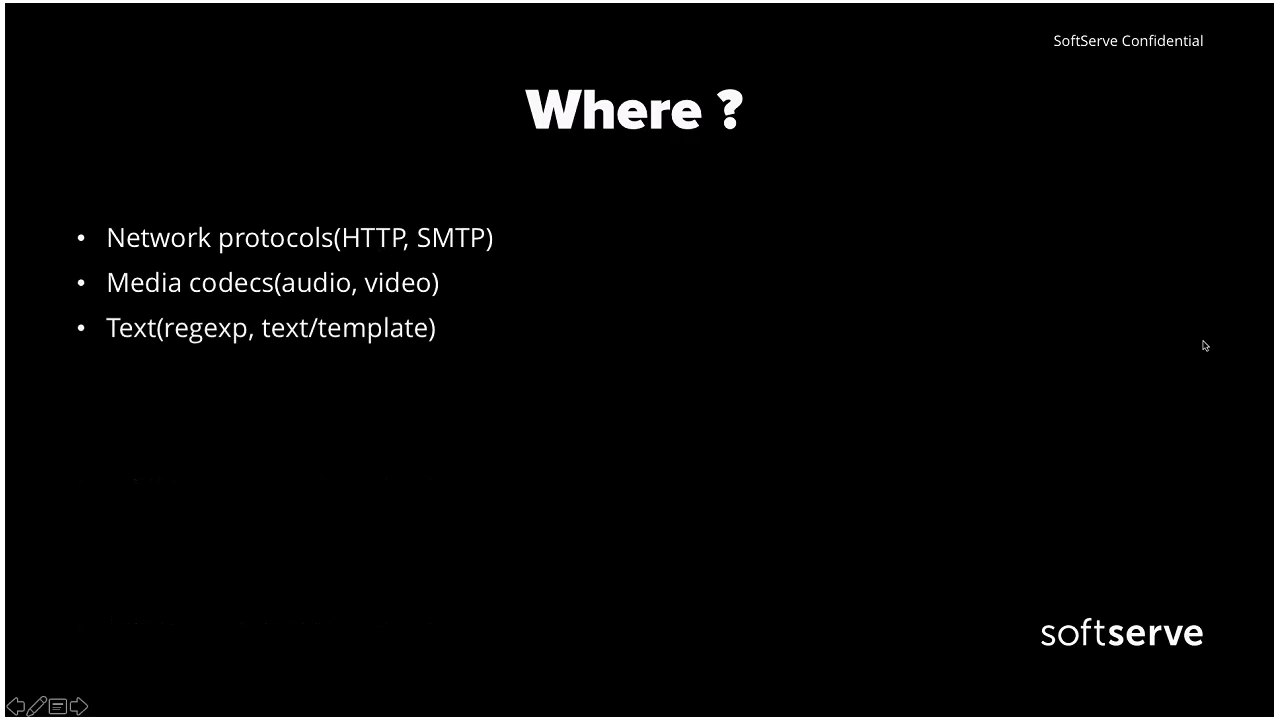 SoftServe Confidential
Where ?
• Network protocols(HTTP, SMTP)
• Media codecs(audio, video)
• Text(regexp, text/template)
softserve